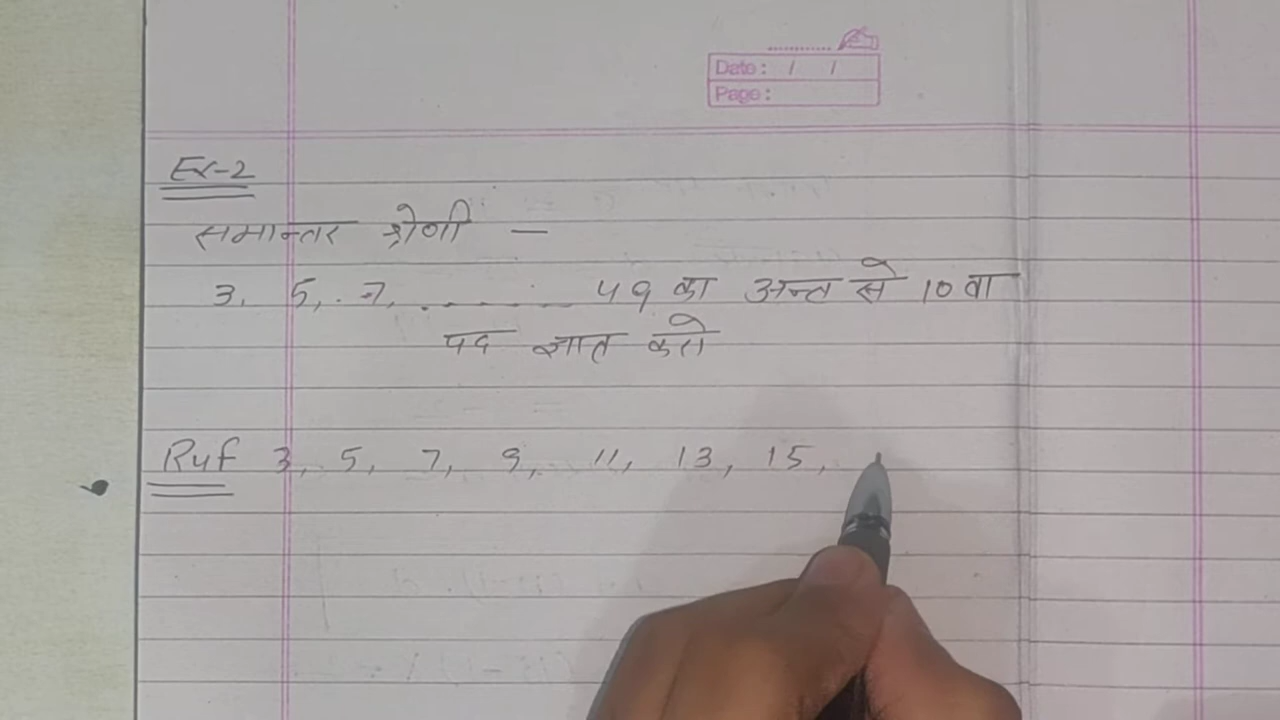 Date : / /
Page :
Ex-2
समान्तर श्रेणी —
3, 5, 7, ....... 49 का अन्त से 10 वा
पद ज्ञात करो
Ruf 3, 5, 7, 9, 11, 13, 15,